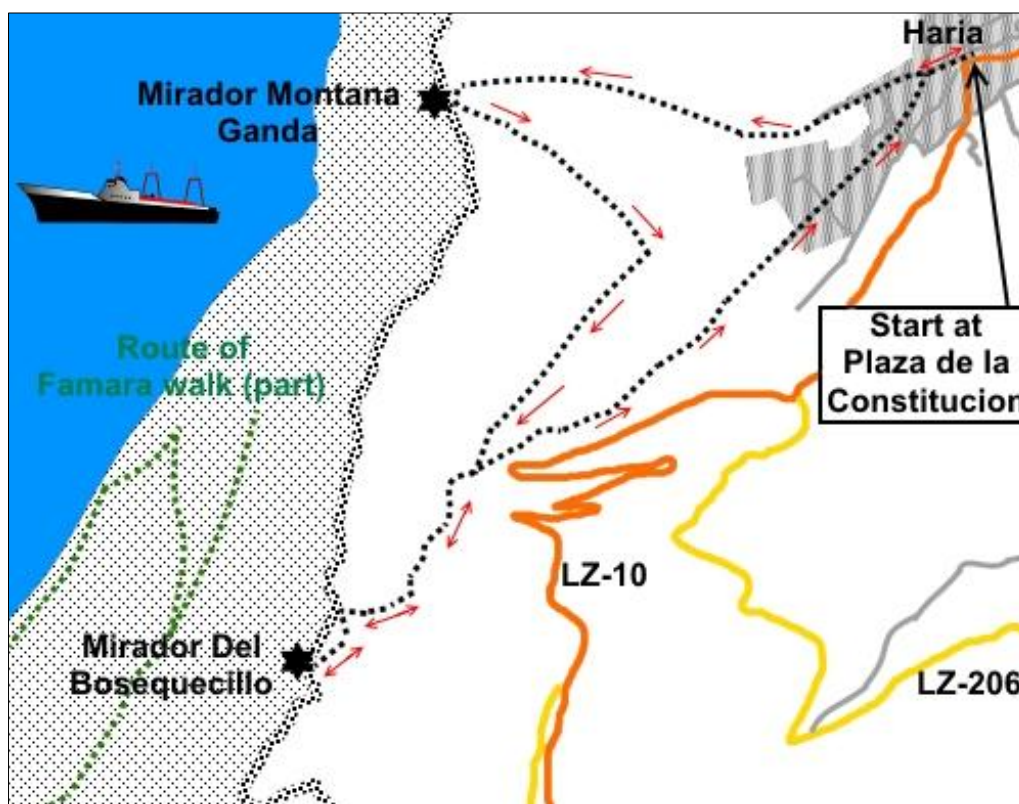 Haria
Mirador Montana
Ganda
Start at
Plaza de la
Constitucion
Route of
Famara walk (part)
LZ-10
Mirador Del
Bosequecillo
LZ-206